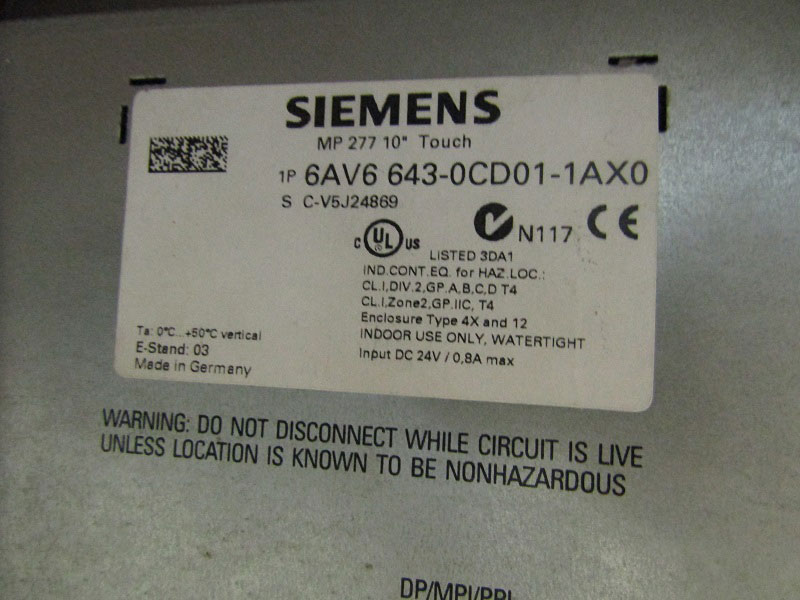 SIEMENS
MP 277 10" Touch
1P 6AV6 643-0CD01-1AX0
S C-V5J24869
C UL US
N117 CE
LISTED 3DA1
IND.CONT.EQ. for HAZ.LOC.:
CL.I,DIV.2,GP.A,B,C,D T4
CL.I,Zone2,GP.IIC, T4
Enclosure Type 4X and 12
INDOOR USE ONLY, WATERTIGHT
Input DC 24V / 0,8A max
Ta: 0°C...+50°C vertical
E-Stand: 03
Made in Germany
WARNING: DO NOT DISCONNECT WHILE CIRCUIT IS LIVE
UNLESS LOCATION IS KNOWN TO BE NONHAZARDOUS
DP/MPI/PPI